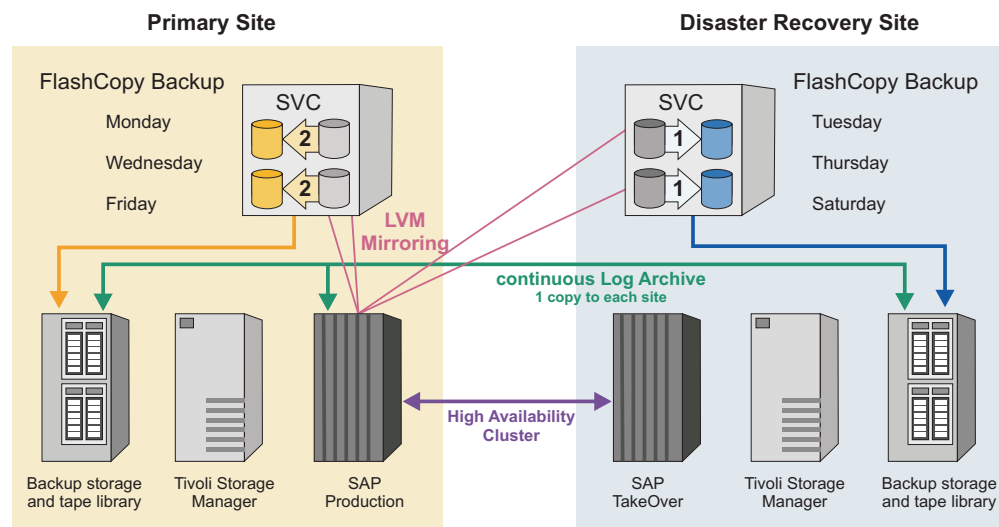 Primary Site
Disaster Recovery Site
FlashCopy Backup
SVC
Monday
Wednesday
Friday
2
2
SVC
FlashCopy Backup
1
1
Tuesday
Thursday
Saturday
LVM
Mirroring
continuous Log Archive
1 copy to each site
High Availability
Cluster
Backup storage
and tape library
Tivoli Storage
Manager
SAP
Production
SAP
TakeOver
Tivoli Storage
Manager
Backup storage
and tape library